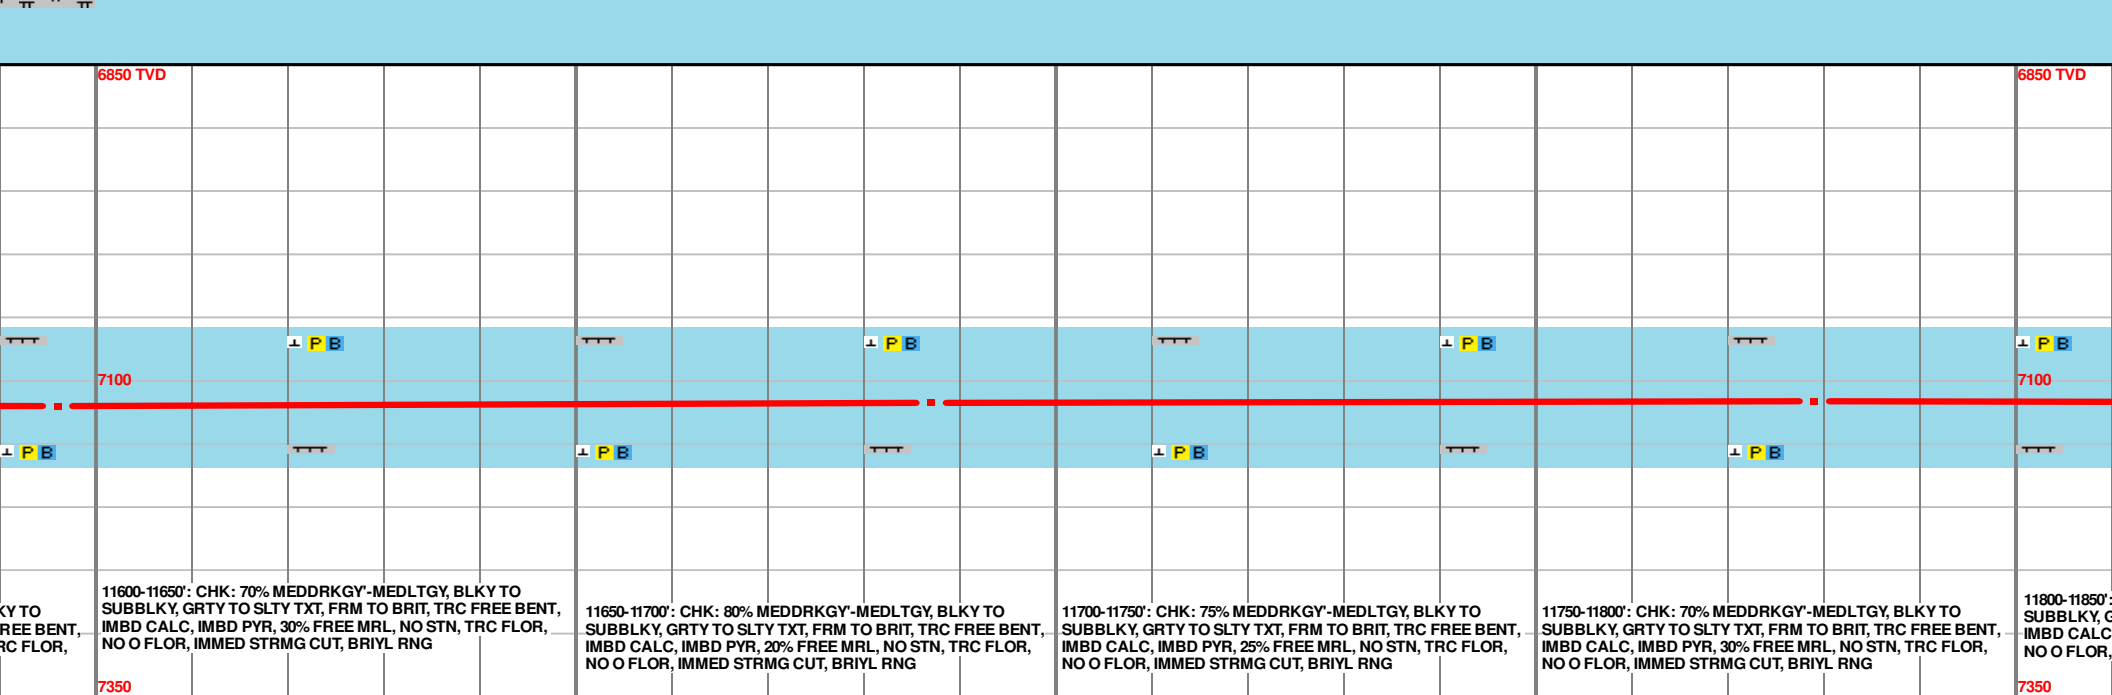 6850 TVD
6850 TVD
P B
P B
P B
P B
7100
7100
P B
P B
P B
P B
KY TO
REE BENT,
RC FLOR,
11600-11650': CHK: 70% MEDDRKGY'-MEDLTGY, BLKY TO
SUBBLKY, GRTY TO SLTY TXT, FRM TO BRIT, TRC FREE BENT,
IMBD CALC, IMBD PYR, 30% FREE MRL, NO STN, TRC FLOR,
NO O FLOR, IMMED STRMG CUT, BRIYL RNG
11650-11700': CHK: 80% MEDDRKGY'-MEDLTGY, BLKY TO
SUBBLKY, GRTY TO SLTY TXT, FRM TO BRIT, TRC FREE BENT,
IMBD CALC, IMBD PYR, 20% FREE MRL, NO STN, TRC FLOR,
NO O FLOR, IMMED STRMG CUT, BRIYL RNG
11700-11750': CHK: 75% MEDDRKGY'-MEDLTGY, BLKY TO
SUBBLKY, GRTY TO SLTY TXT, FRM TO BRIT, TRC FREE BENT,
IMBD CALC, IMBD PYR, 25% FREE MRL, NO STN, TRC FLOR,
NO O FLOR, IMMED STRMG CUT, BRIYL RNG
11750-11800': CHK: 70% MEDDRKGY'-MEDLTGY, BLKY TO
SUBBLKY, GRTY TO SLTY TXT, FRM TO BRIT, TRC FREE BENT,
IMBD CALC, IMBD PYR, 30% FREE MRL, NO STN, TRC FLOR,
NO O FLOR, IMMED STRMG CUT, BRIYL RNG
11800-11850':
SUBBLKY, G
IMBD CALC
NO O FLOR,
7350
7350